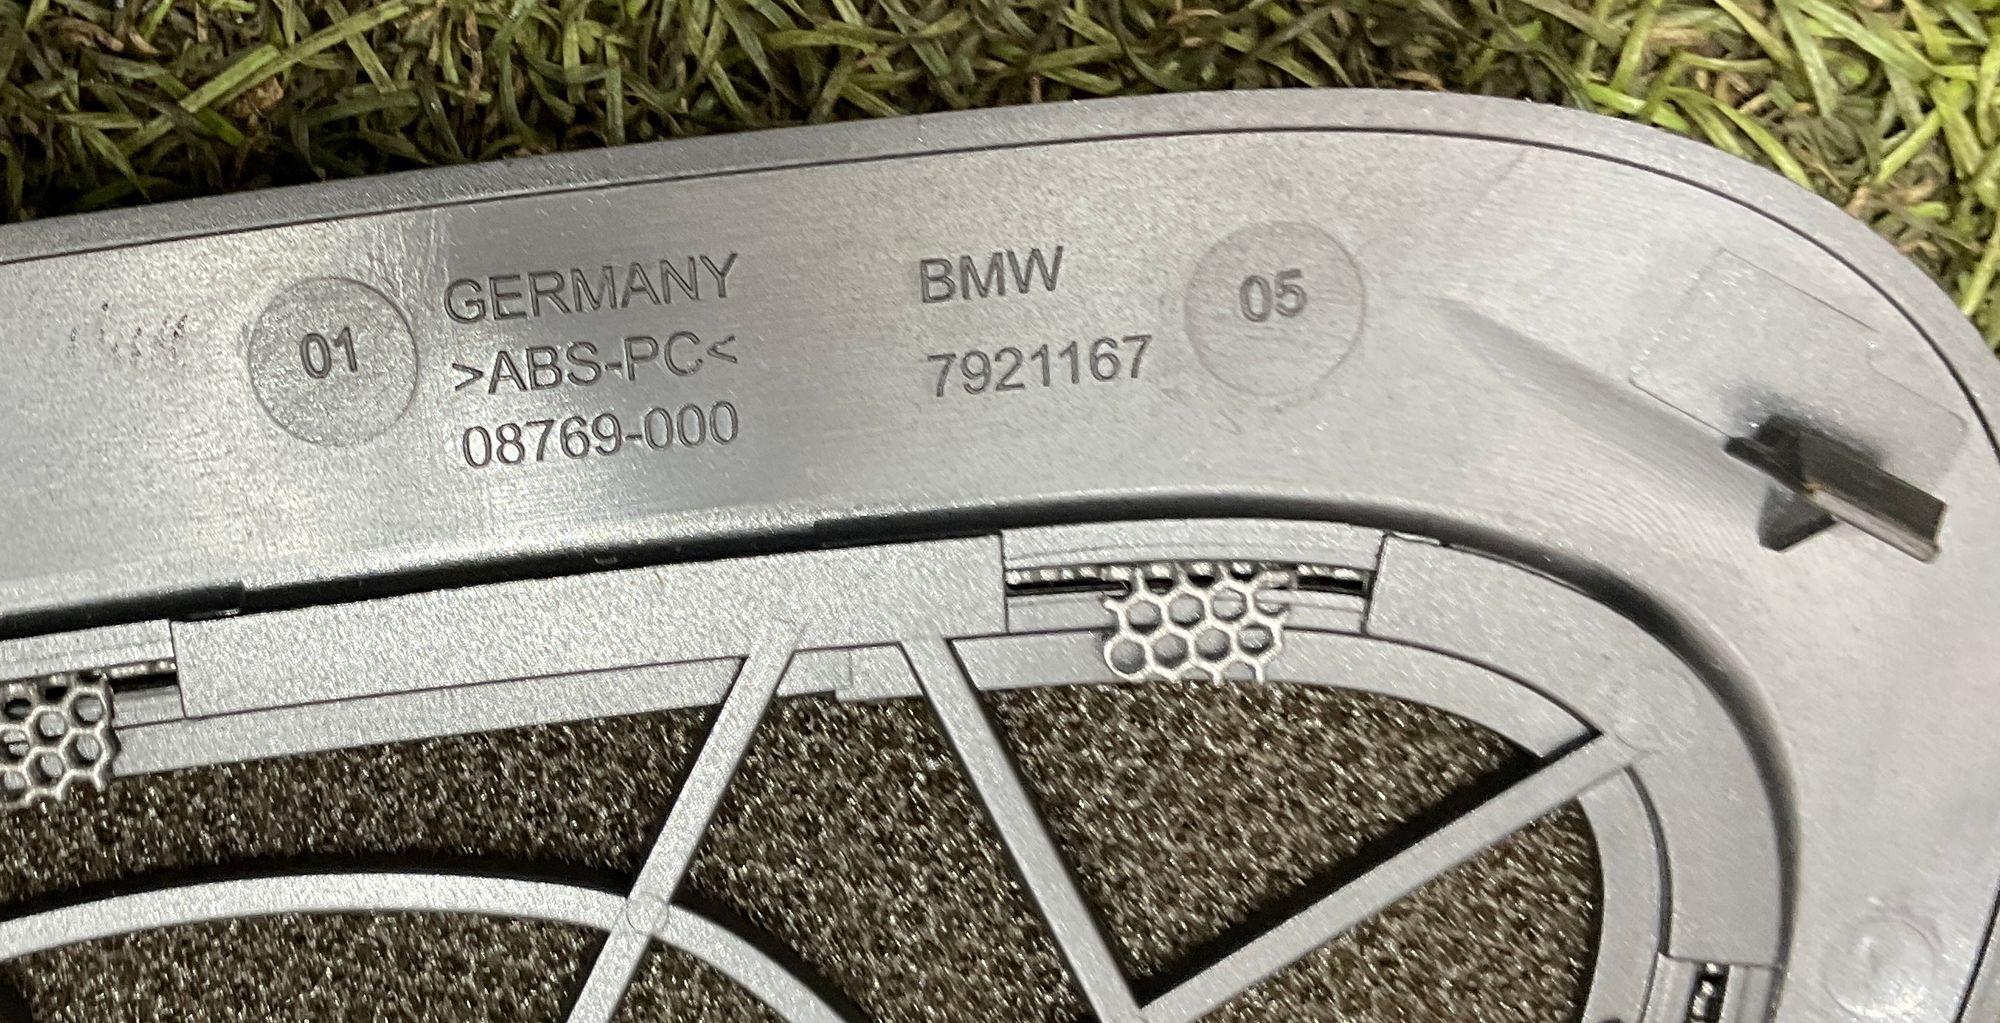 01
GERMANY
>ABS-PC<
08769-000
BMW
7921167
05